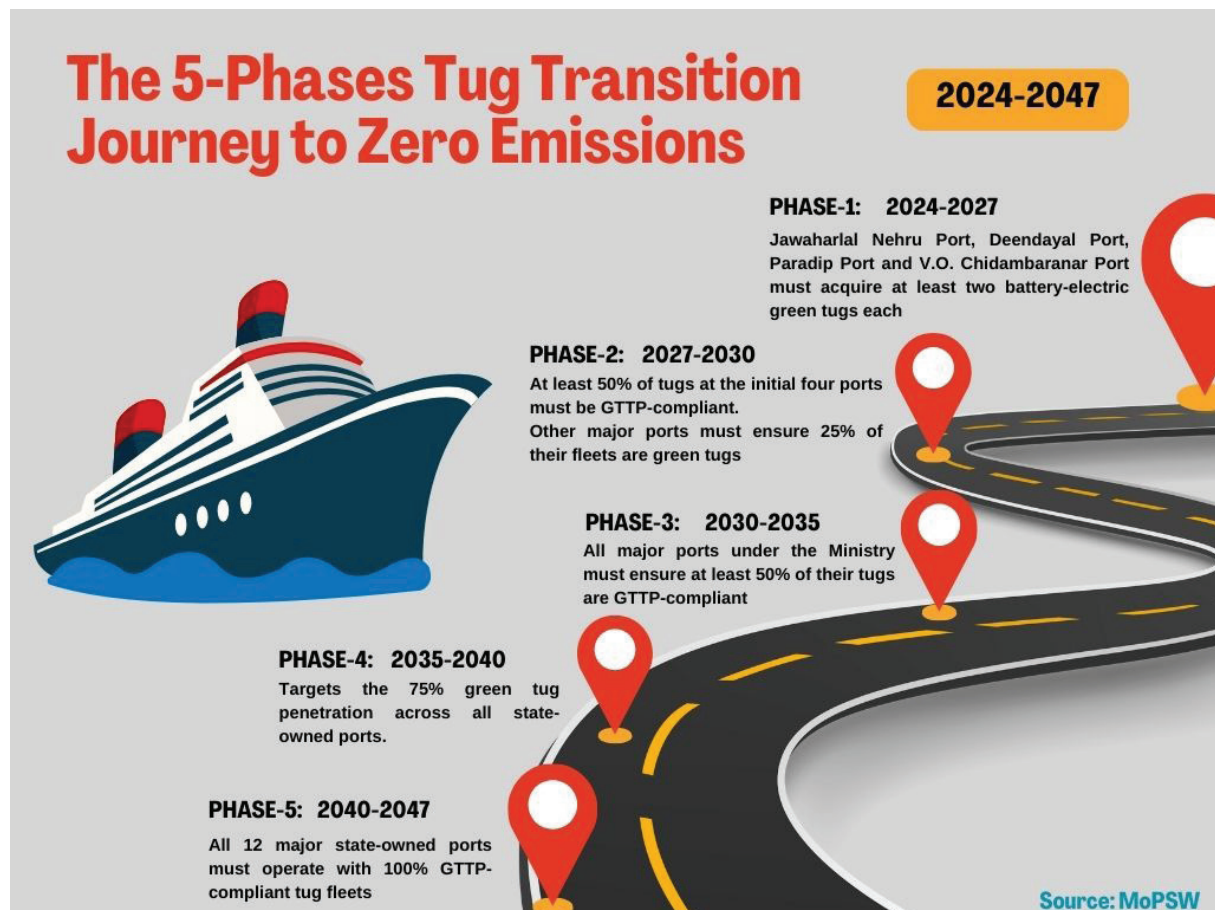 The 5-Phases Tug Transition
Journey to Zero Emissions
2024-2047
PHASE-1: 2024-2027
Jawaharlal Nehru Port, Deendayal Port,
Paradip Port and V.O. Chidambaranar Port
must acquire at least two battery-electric
green tugs each
PHASE-2: 2027-2030
At least 50% of tugs at the initial four ports
must be GTTP-compliant.
Other major ports must ensure 25% of
their fleets are green tugs
PHASE-3: 2030-2035
All major ports under the Ministry
must ensure at least 50% of their tugs
are GTTP-compliant
PHASE-4: 2035-2040
Targets the 75% green tug
penetration across all state-
owned ports.
PHASE-5: 2040-2047
All 12 major state-owned ports
must operate with 100% GTTP-
compliant tug fleets
Source: MoPSW